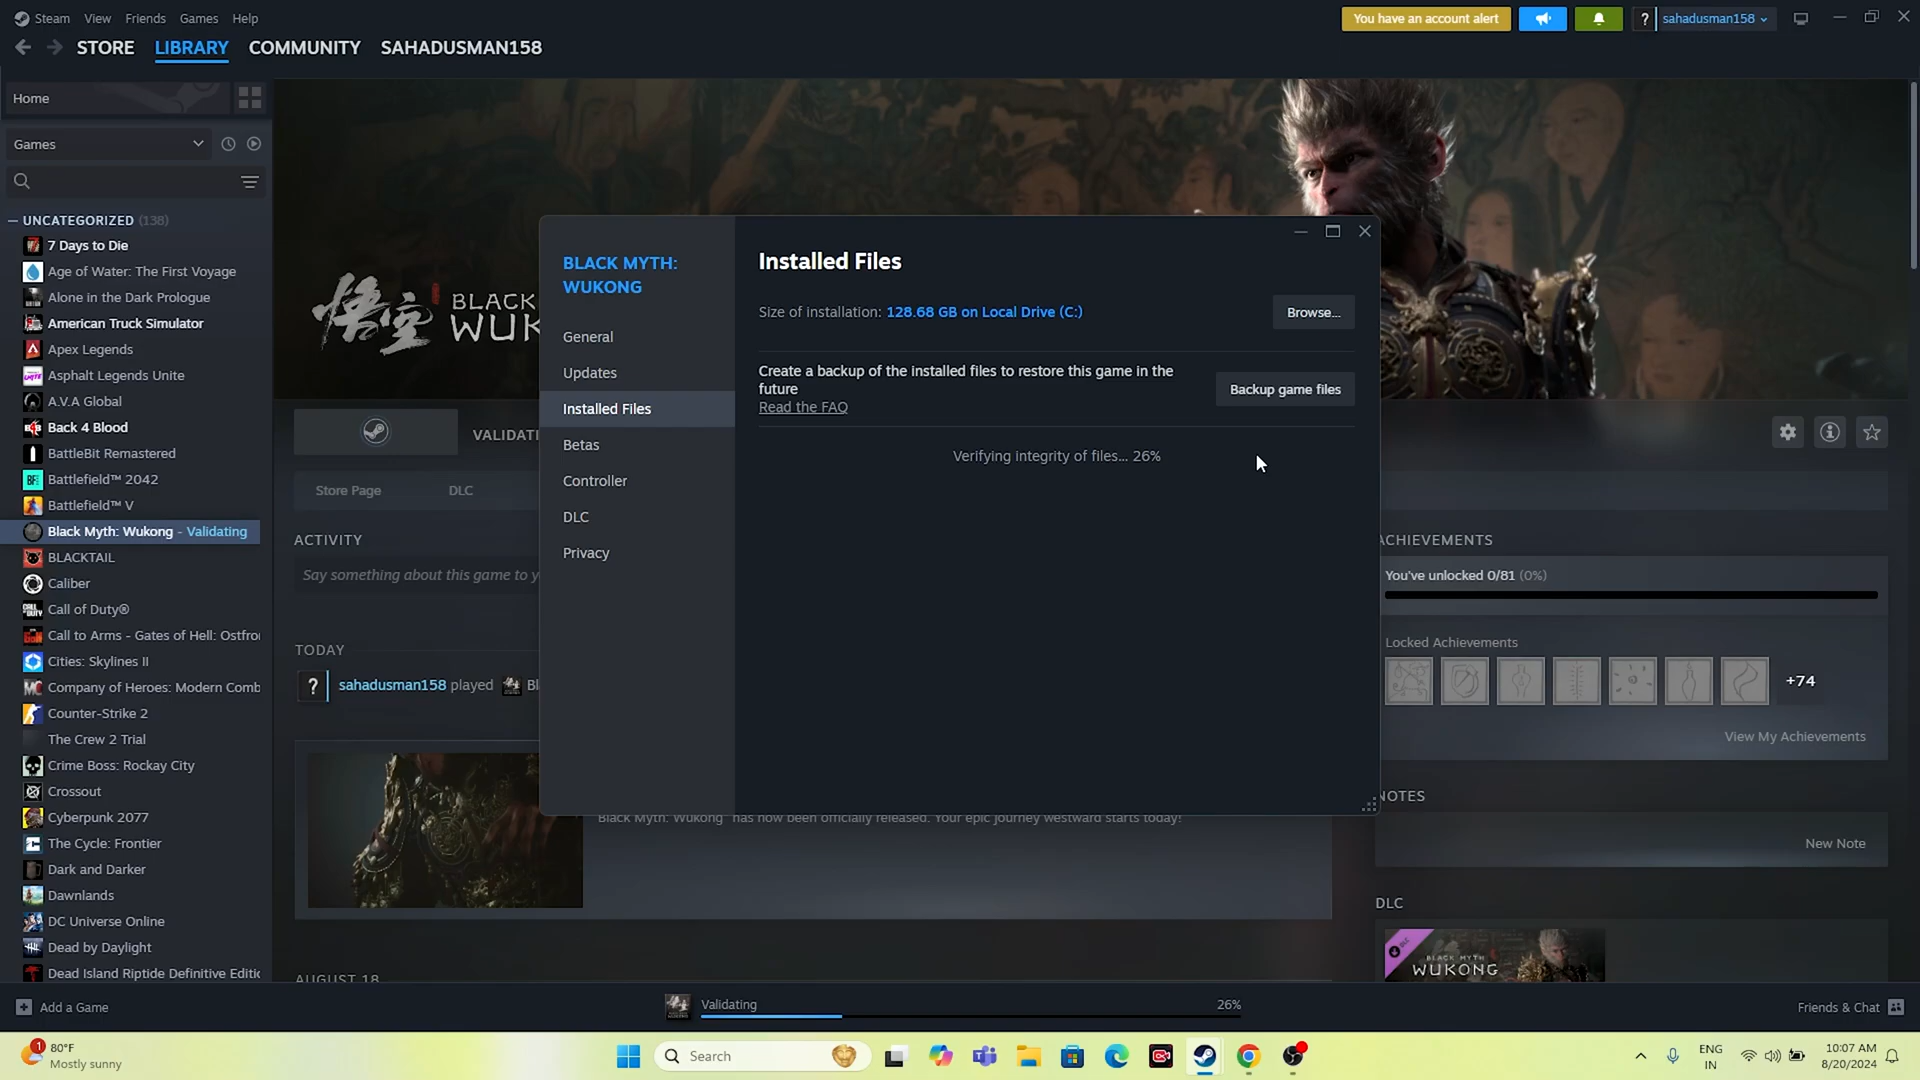 Steam View Friends Games Help
You have an account alert
? sahadusman158
STORE LIBRARY COMMUNITY SAHADUSMAN158
Home
Games
UNCATEGORIZED (138)
7 Days to Die
Age of Water: The First Voyage
Alone in the Dark Prologue
American Truck Simulator
Apex Legends
Asphalt Legends Unite
A.V.A Global
Back 4 Blood
BattleBit Remastered
Battlefield™ 2042
Battlefield™ V
Black Myth: Wukong - Validating
BLACKTAIL
Caliber
Call of Duty®
Call to Arms - Gates of Hell: Ostfro
Cities: Skylines II
Company of Heroes: Modern Comb
Counter-Strike 2
The Crew 2 Trial
Crime Boss: Rockay City
Crossout
Cyberpunk 2077
The Cycle: Frontier
Dark and Darker
Dawnlands
DC Universe Online
Dead by Daylight
Dead Island Riptide Definitive Editi
Add a Game
悟空 BLACK
WUK
VALIDATI
Store Page DLC
ACTIVITY
Say something about this game to y
TODAY
? sahadusman158 played Bl
Black Myth: Wukong has now been officially released. Your epic journey westward starts today!
AUGUST 18
BLACK MYTH:
WUKONG
General
Updates
Installed Files
Betas
Controller
DLC
Privacy
Installed Files
Size of installation: 128.68 GB on Local Drive (C:)
Browse...
Create a backup of the installed files to restore this game in the
future
Read the FAQ
Backup game files
Verifying integrity of files... 26%
ACHIEVEMENTS
You've unlocked 0/81 (0%)
Locked Achievements
+74
View My Achievements
NOTES
New Note
DLC
DLC
BLACK MYTH
WUKONG
Validating 26%
Friends & Chat
1
80°F
Mostly sunny
Search
ENG
IN
10:07 AM
8/20/2024